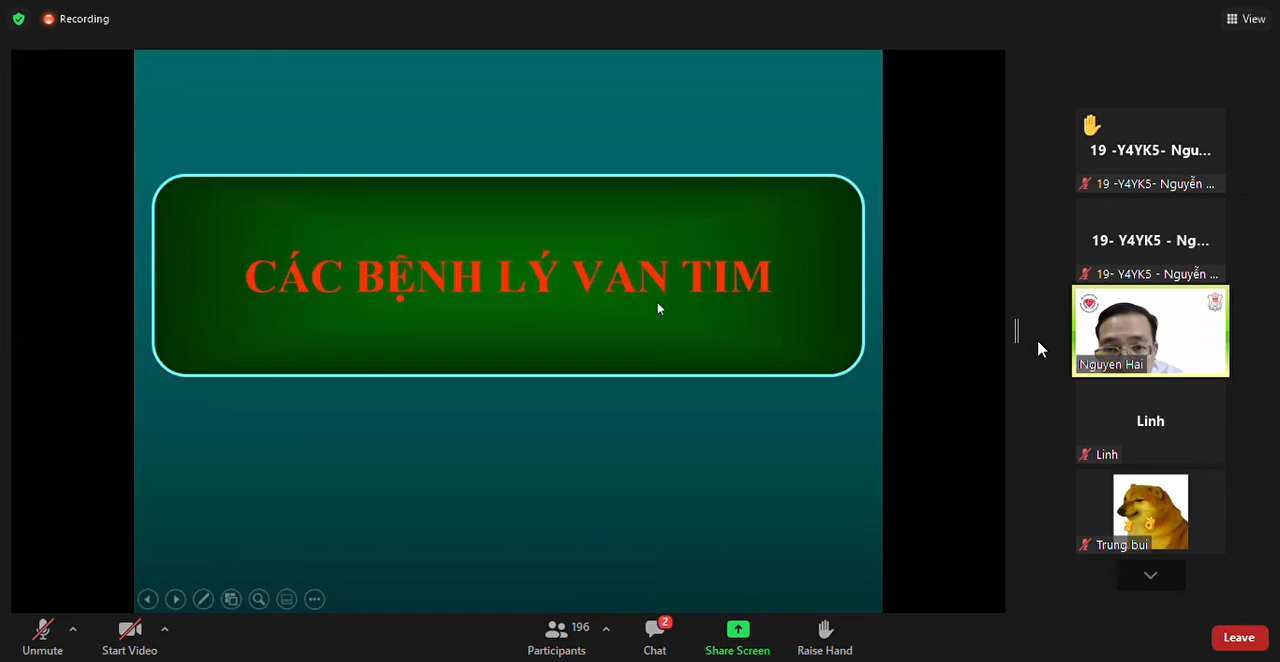 Recording
View
CÁC BỆNH LÝ VAN TIM
19 -Y4YK5- Ngu...
19 -Y4YK5- Nguyễn ...
19- Y4YK5 - Ng...
19- Y4YK5 - Nguyễn ...
Nguyen Hai
Linh
Linh
Trung bui
Unmute
Start Video
196
Participants
2
Chat
Share Screen
Raise Hand
Leave